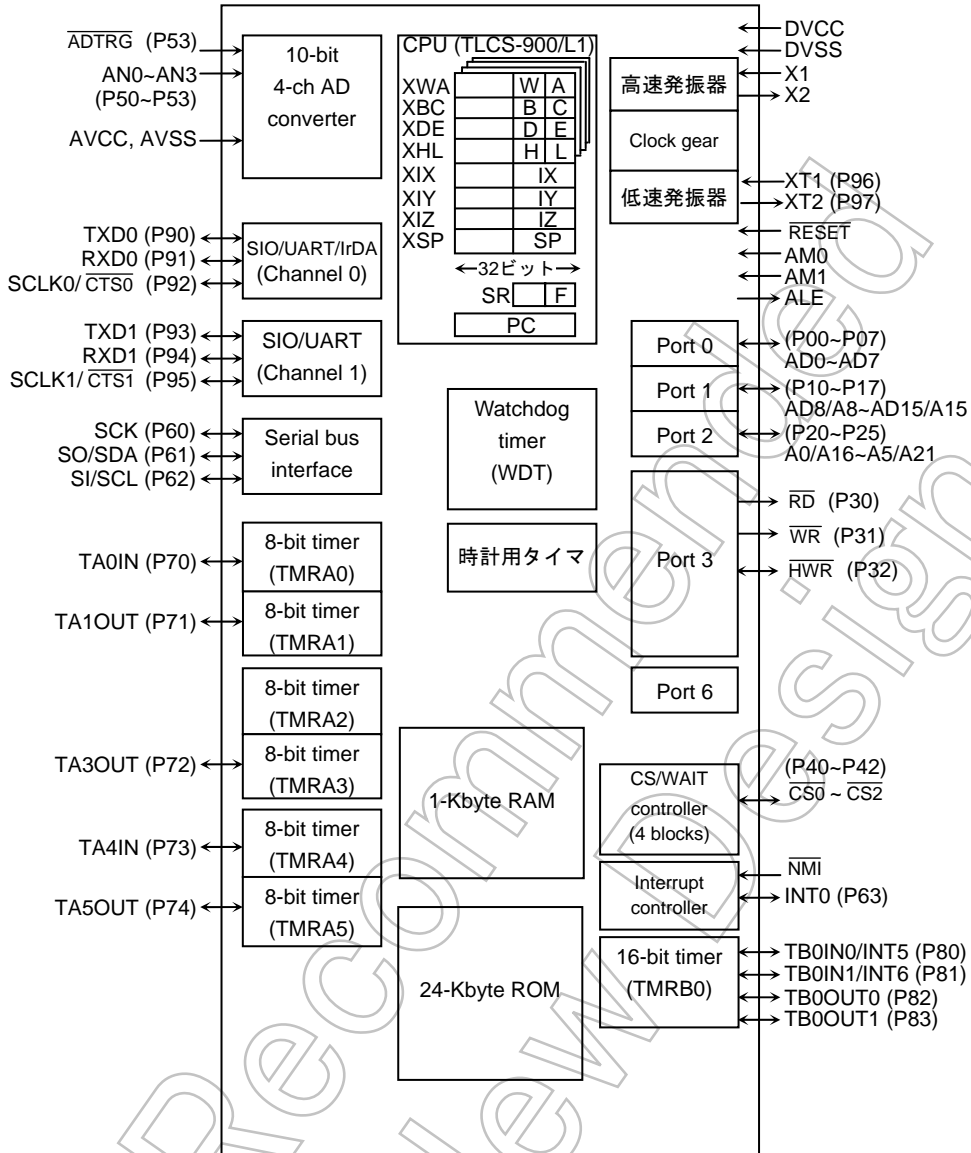 ADTRG (P53)
AN0~AN3
(P50~P53)
AVCC, AVSS
10-bit
4-ch AD
converter
TXD0 (P90)
RXD0 (P91)
SCLK0/ CTS0 (P92)
SIO/UART/IrDA
(Channel 0)
TXD1 (P93)
RXD1 (P94)
SCLK1/ CTS1 (P95)
SIO/UART
(Channel 1)
SCK (P60)
SO/SDA (P61)
SI/SCL (P62)
Serial bus
interface
TA0IN (P70)
8-bit timer
(TMRA0)
TA1OUT (P71)
8-bit timer
(TMRA1)
8-bit timer
(TMRA2)
TA3OUT (P72)
8-bit timer
(TMRA3)
TA4IN (P73)
8-bit timer
(TMRA4)
TA5OUT (P74)
8-bit timer
(TMRA5)
CPU (TLCS-900/L1)
XWA W A
XBC B C
XDE D E
XHL H L
XIX IX
XIY IY
XIZ IZ
XSP SP
32ビット
SR F
PC
Watchdog
timer
(WDT)
時計用タイマ
1-Kbyte RAM
24-Kbyte ROM
高速発振器
Clock gear
低速発振器
DVCC
DVSS
X1
X2
XT1 (P96)
XT2 (P97)
RESET
AM0
AM1
ALE
Port 0
(P00~P07)
AD0~AD7
Port 1
(P10~P17)
AD8/A8~AD15/A15
Port 2
(P20~P25)
A0/A16~A5/A21
Port 3
RD (P30)
WR (P31)
HWR (P32)
Port 6
CS/WAIT
controller
(4 blocks)
(P40~P42)
CS0 ~ CS2
Interrupt
controller
NMI
INT0 (P63)
16-bit timer
(TMRB0)
TB0IN0/INT5 (P80)
TB0IN1/INT6 (P81)
TB0OUT0 (P82)
TB0OUT1 (P83)
Recommended
New Design